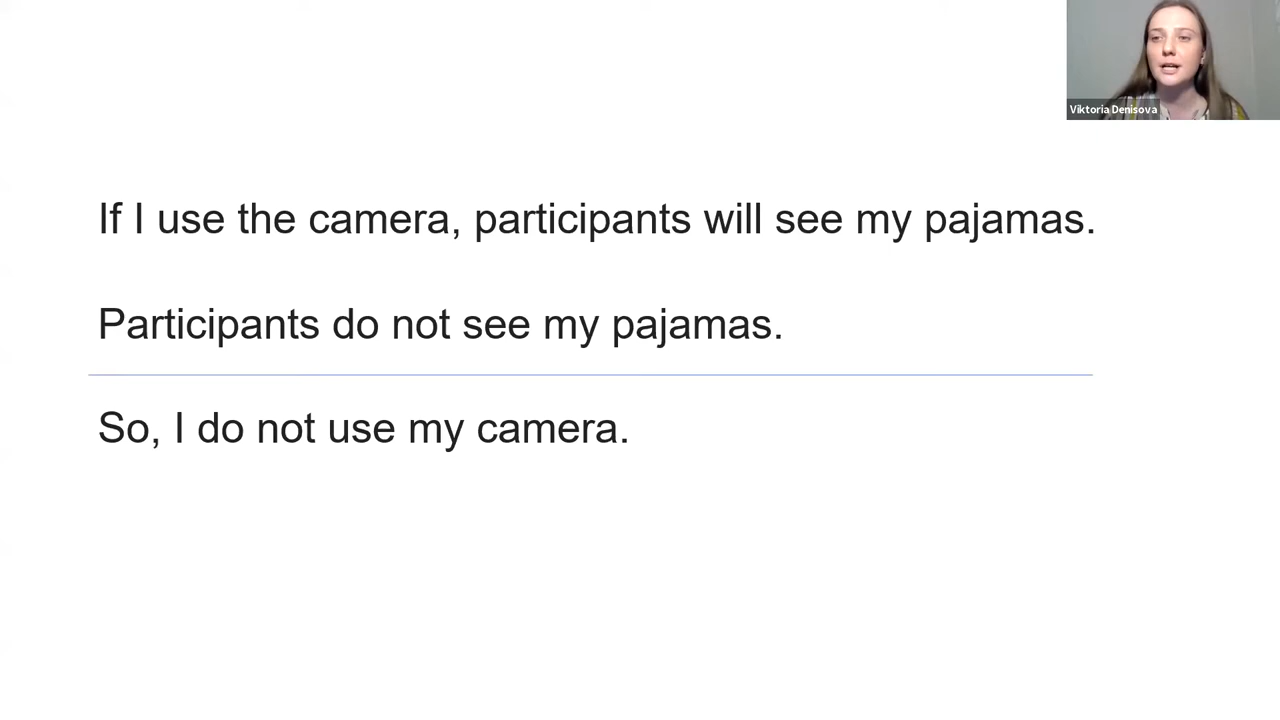 Viktoria Denisova
If I use the camera, participants will see my pajamas.
Participants do not see my pajamas.
So, I do not use my camera.